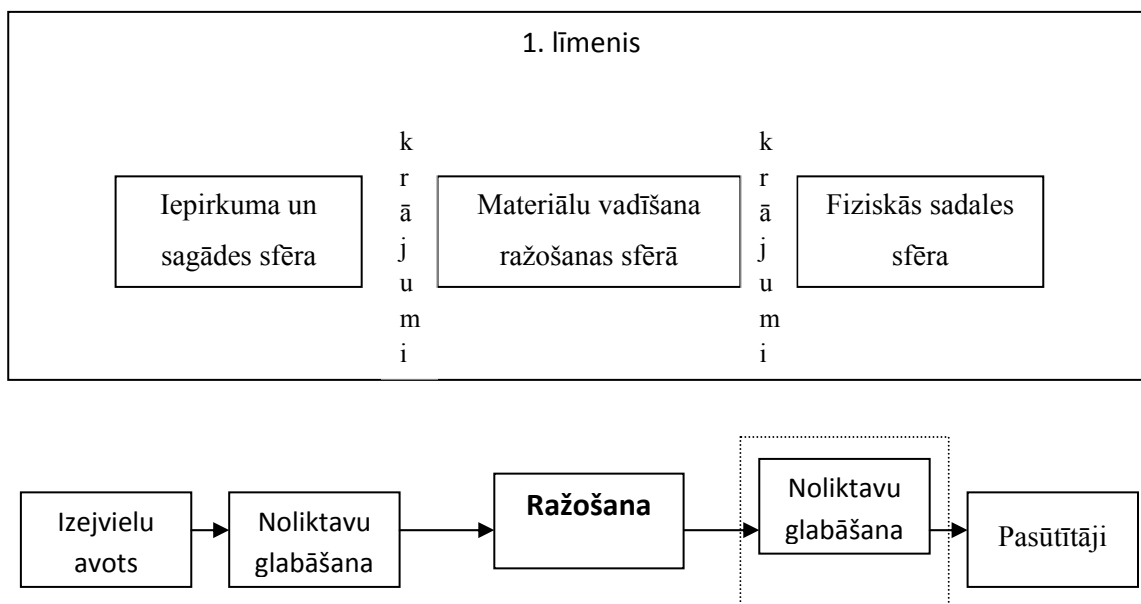 1. līmenis
Iepirkuma un
sagādes sfēra
k
r
ā
j
u
m
i
Materiālu vadīšana
ražošanas sfērā
k
r
ā
j
u
m
i
Fiziskās sadales
sfēra
Izejvielu
avots
Noliktavu
glabāšana
Ražošana
Noliktavu
glabāšana
Pasūtītāji